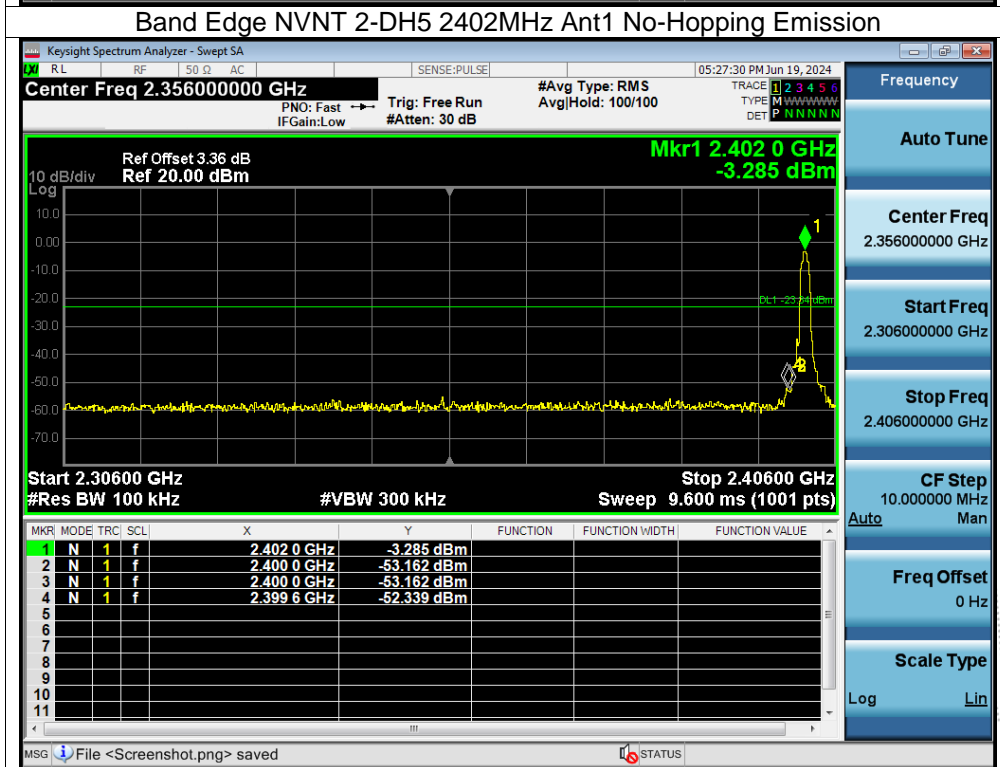 Band Edge NVNT 2-DH5 2402MHz Ant1 No-Hopping Emission
Keysight Spectrum Analyzer - Swept SA
LXI RL RF 50 Ω AC SENSE:PULSE 05:27:30 PM Jun 19, 2024
Center Freq 2.356000000 GHz
PNO: Fast
IFGain:Low
Trig: Free Run
#Atten: 30 dB
#Avg Type: RMS
Avg|Hold: 100/100
TRACE 1 2 3 4 5 6
TYPE M WWWWW
DET P N N N N N
Ref Offset 3.36 dB
10 dB/div Ref 20.00 dBm
Log
Mkr1 2.402 0 GHz
-3.285 dBm
10.0
0.00
-10.0
-20.0
-30.0
-40.0
-50.0
-60.0
-70.0
1
Start 2.30600 GHz Stop 2.40600 GHz
#Res BW 100 kHz #VBW 300 kHz Sweep 9.600 ms (1001 pts)
MKR MODE TRC SCL X Y FUNCTION FUNCTION WIDTH FUNCTION VALUE
1 N 1 f 2.402 0 GHz -3.285 dBm
2 N 1 f 2.400 0 GHz -53.162 dBm
3 N 1 f 2.400 0 GHz -53.162 dBm
4 N 1 f 2.399 6 GHz -52.339 dBm
5
6
7
8
9
10
11
MSG File <Screenshot.png> saved STATUS
Frequency
Auto Tune
Center Freq
2.356000000 GHz
Start Freq
2.306000000 GHz
Stop Freq
2.406000000 GHz
CF Step
10.000000 MHz
Auto Man
Freq Offset
0 Hz
Scale Type
Log Lin